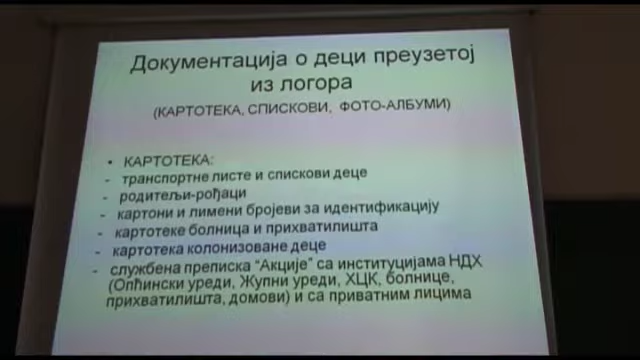 Документација о деци преузетој
из логора
(КАРТОТЕКА, СПИСКОВИ, ФОТО-АЛБУМИ)
• КАРТОТЕКА:
- транспортне листе и спискови деце
- родитељи-рођаци
- картони и лимени бројеви за идентификацију
- картотеке болница и прихватилишта
- картотека колонизоване деце
- службена преписка “Акције” са институцијама НДХ
(Опћински уреди, Жупни уреди, ХЦК, болнице,
прихватилишта, домови) и са приватним лицима